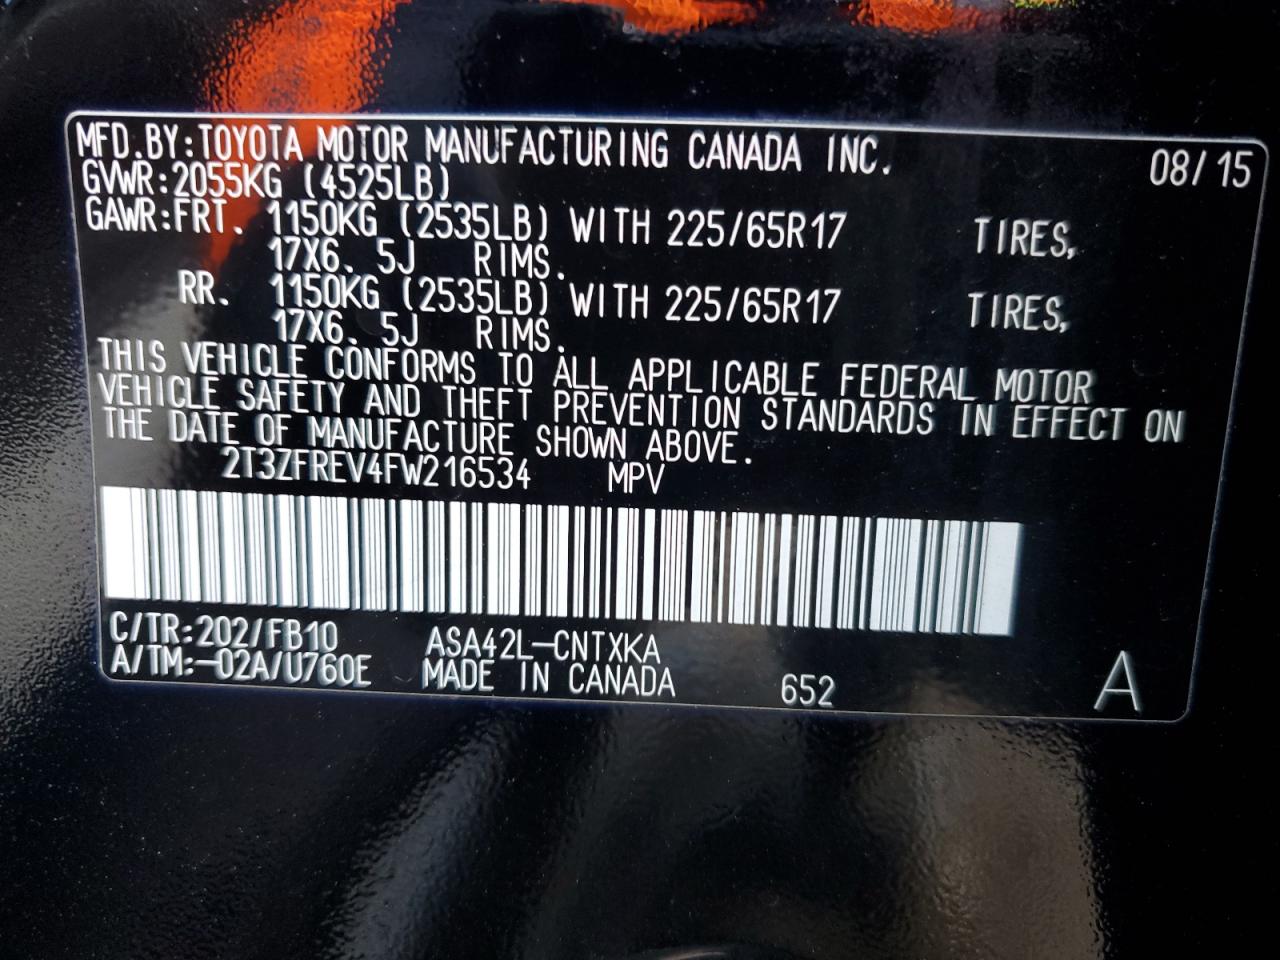 MFD.BY:TOYOTA MOTOR MANUFACTURING CANADA INC. 08/15
GVWR:2055KG (4525LB)
GAWR:FRT. 1150KG (2535LB) WITH 225/65R17 TIRES,
17X6. 5J RIMS.
RR. 1150KG (2535LB) WITH 225/65R17 TIRES,
17X6. 5J RIMS.
THIS VEHICLE CONFORMS TO ALL APPLICABLE FEDERAL MOTOR
VEHICLE SAFETY AND THEFT PREVENTION STANDARDS IN EFFECT ON
THE DATE OF MANUFACTURE SHOWN ABOVE.
2T3ZFREV4FW216534 MPV
C/TR:202/FB10 ASA42L-CNTXKA
A/TM:-02A/U760E MADE IN CANADA 652 A